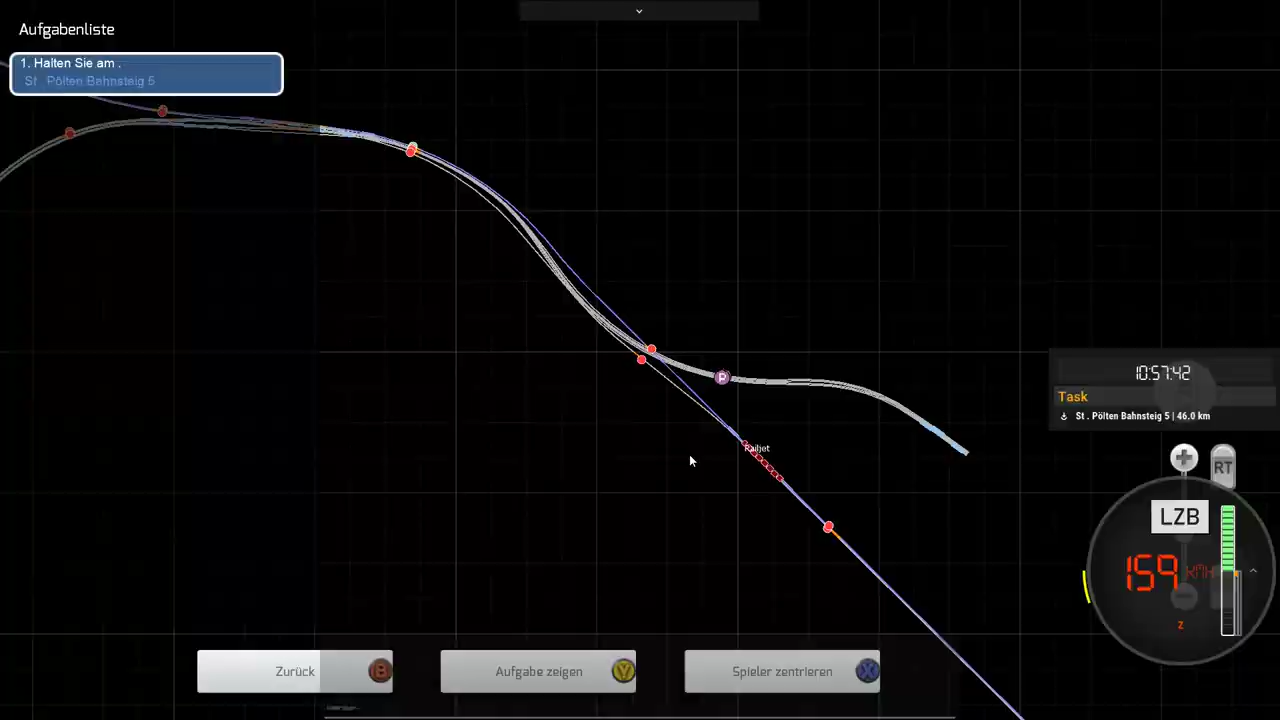 Aufgabenliste
1. Halten Sie am .
St . Pölten Bahnsteig 5
P
Railjet
10:57:42
Task
St . Pölten Bahnsteig 5 | 46.0 km
RT
LZB
159 KMH
Z
Zurück B
Aufgabe zeigen Y
Spieler zentrieren X